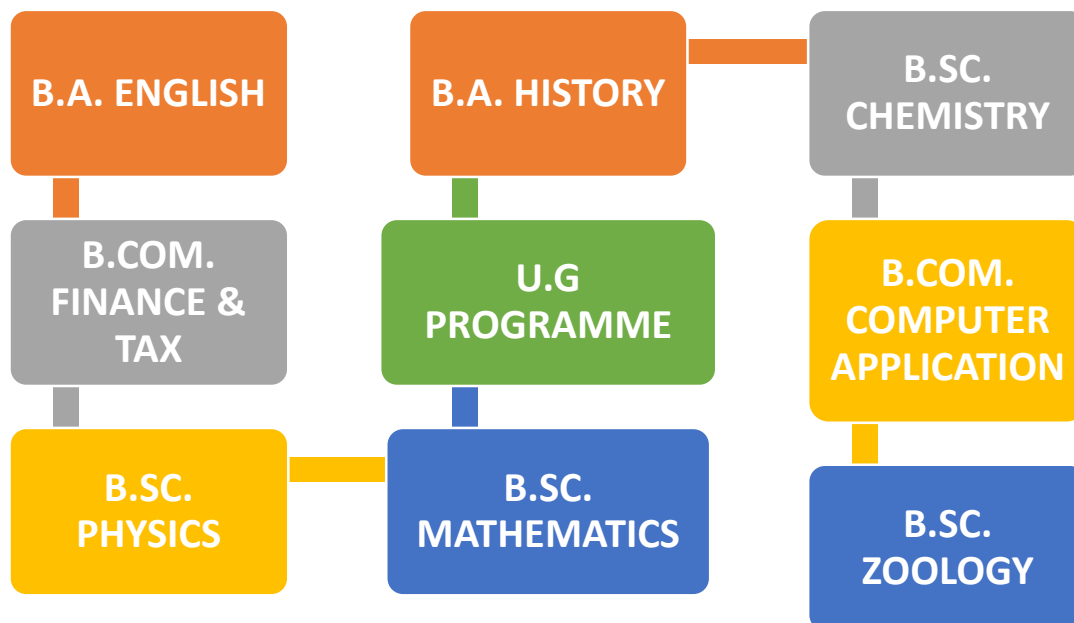 B.A. ENGLISH
B.COM.
FINANCE &
TAX
B.SC.
PHYSICS
B.SC.
MATHEMATICS
U.G
PROGRAMME
B.A. HISTORY
B.SC.
CHEMISTRY
B.COM.
COMPUTER
APPLICATION
B.SC.
ZOOLOGY